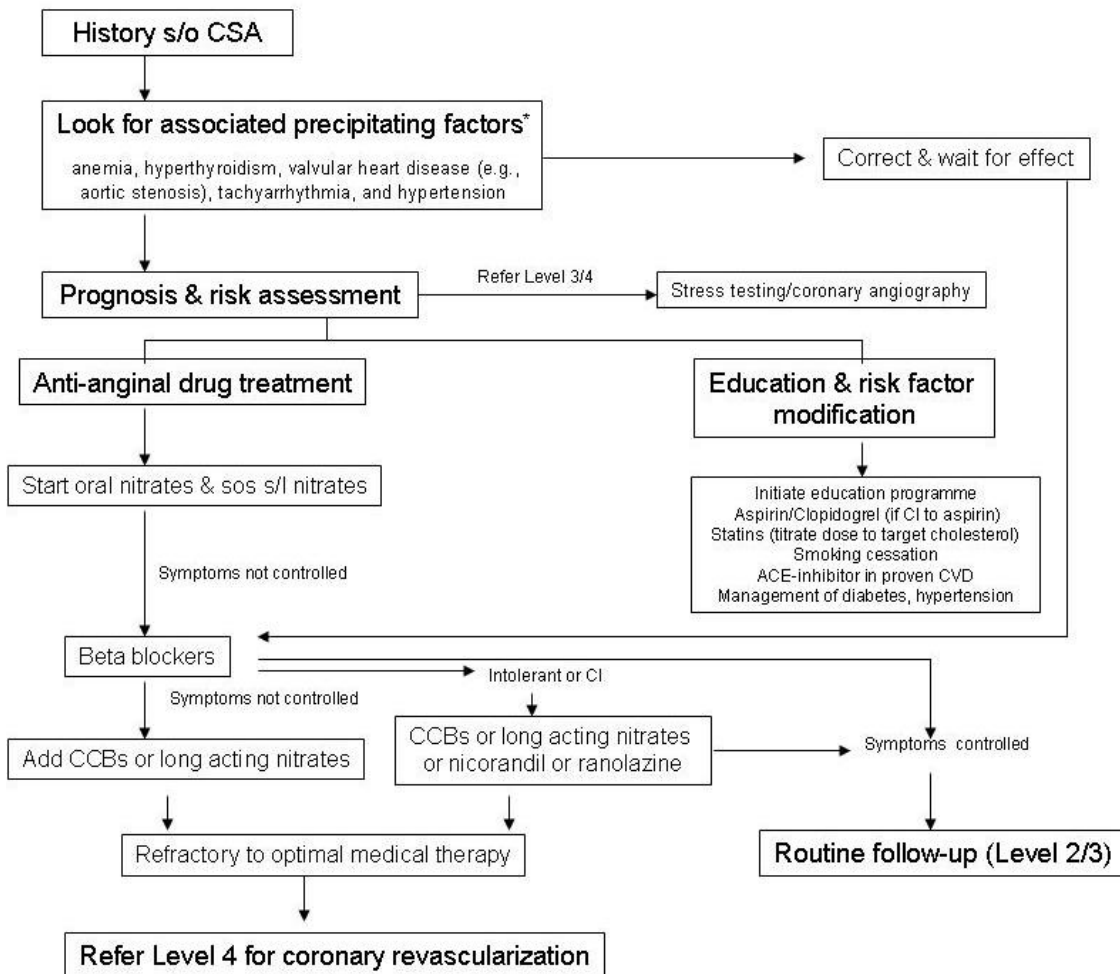 History s/o CSA
Look for associated precipitating factors*
anemia, hyperthyroidism, valvular heart disease (e.g.,
aortic stenosis), tachyarrhythmia, and hypertension
Correct & wait for effect
Prognosis & risk assessment
Refer Level 3/4
Stress testing/coronary angiography
Anti-anginal drug treatment
Education & risk factor
modification
Start oral nitrates & sos s/l nitrates
Initiate education programme
Aspirin/Clopidogrel (if CI to aspirin)
Statins (titrate dose to target cholesterol)
Smoking cessation
ACE-inhibitor in proven CVD
Management of diabetes, hypertension
Symptoms not controlled
Beta blockers
Intolerant or CI
Symptoms not controlled
Add CCBs or long acting nitrates
CCBs or long acting nitrates
or nicorandil or ranolazine
Symptoms controlled
Refractory to optimal medical therapy
Routine follow-up (Level 2/3)
Refer Level 4 for coronary revascularization